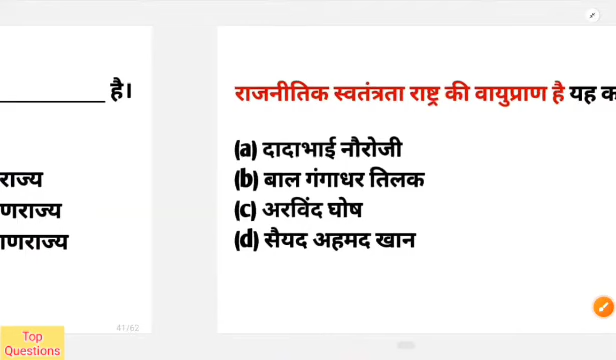 है।
राज्य
णराज्य
ाणराज्य
41/62
राजनीतिक स्वतंत्रता राष्ट्र की वायुप्राण है यह
(a) दादाभाई नौरोजी
(b) बाल गंगाधर तिलक
(c) अरविंद घोष
(d) सैयद अहमद खान
Top
Questions